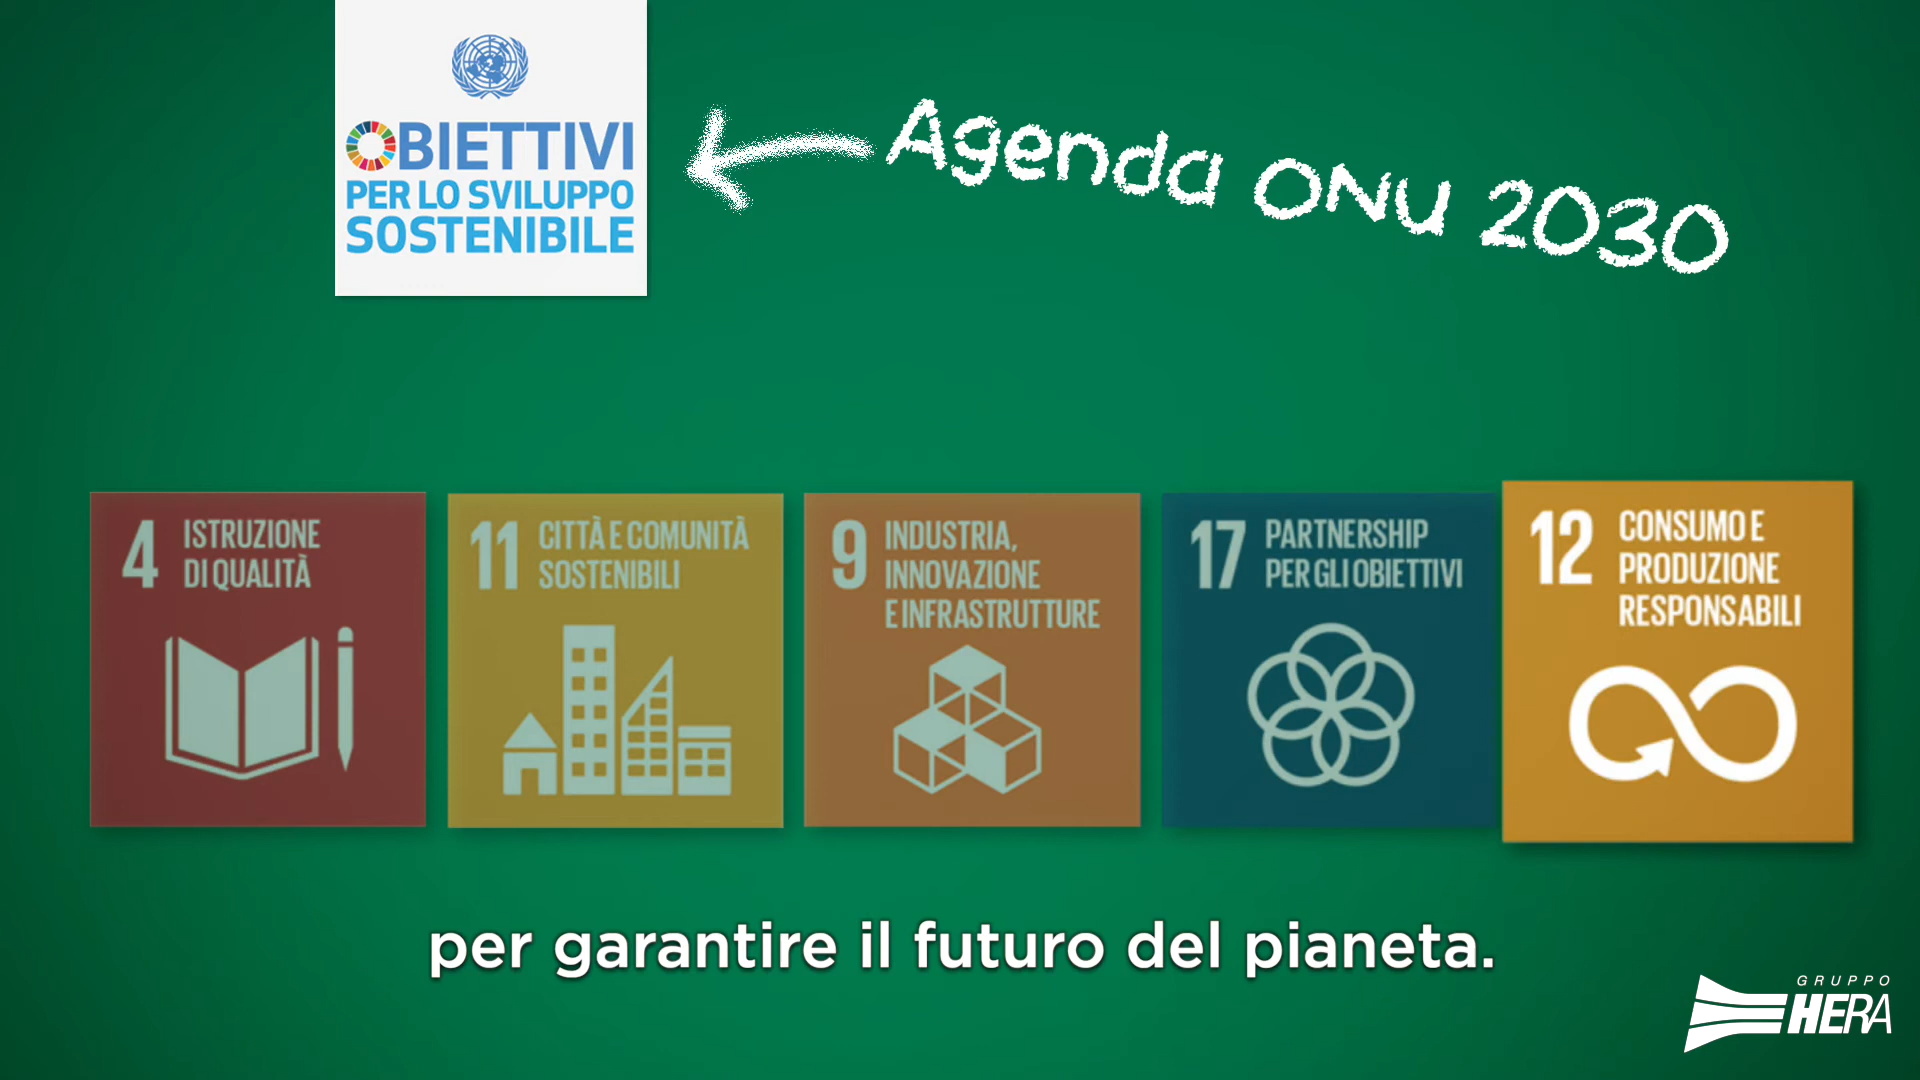 OBIETTIVI
PER LO SVILUPPO
SOSTENIBILE
Agenda ONU 2030
4 ISTRUZIONE
DI QUALITÀ
11 CITTÀ E COMUNITÀ
SOSTENIBILI
9 INDUSTRIA,
INNOVAZIONE
E INFRASTRUTTURE
17 PARTNERSHIP
PER GLI OBIETTIVI
12 CONSUMO E
PRODUZIONE
RESPONSABILI
per garantire il futuro del pianeta.
GRUPPO
HERA